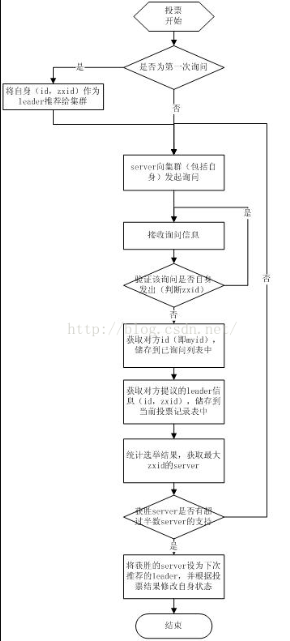 投票
开始
是
是否为第一次询问
将自身（id，zxid）作为
leader推荐给集群
否
server向集群（包括自
身）发起询问
是
接收询问信息
否
验证该询问是否自身
发出（判断zxid）
否
http://blog.csdn.net/
获取对方id（即myid），
储存到已询问列表中
获取对方提议的leader信
息（id，zxid），储存到
当前投票记录表中
统计选举结果，获取最大
zxid的server
获胜server是否有超
过半数server的支持
是
将获胜的server设为下次
推荐的leader，并根据投
票结果修改自身状态
结束